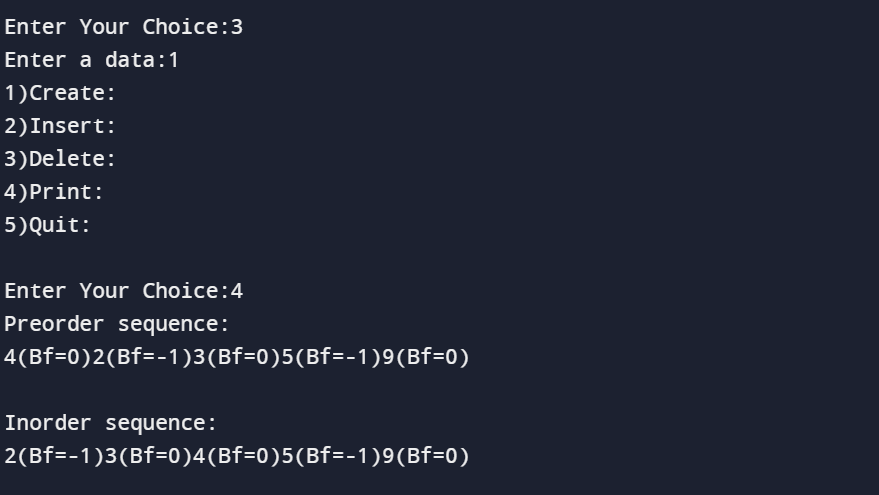 Enter Your Choice:3
Enter a data:1
1)Create:
2)Insert:
3)Delete:
4)Print:
5)Quit:
Enter Your Choice:4
Preorder sequence:
4(Bf=0)2(Bf=-1)3(Bf=0)5(Bf=-1)9(Bf=0)
Inorder sequence:
2(Bf=-1)3(Bf=0)4(Bf=0)5(Bf=-1)9(Bf=0)